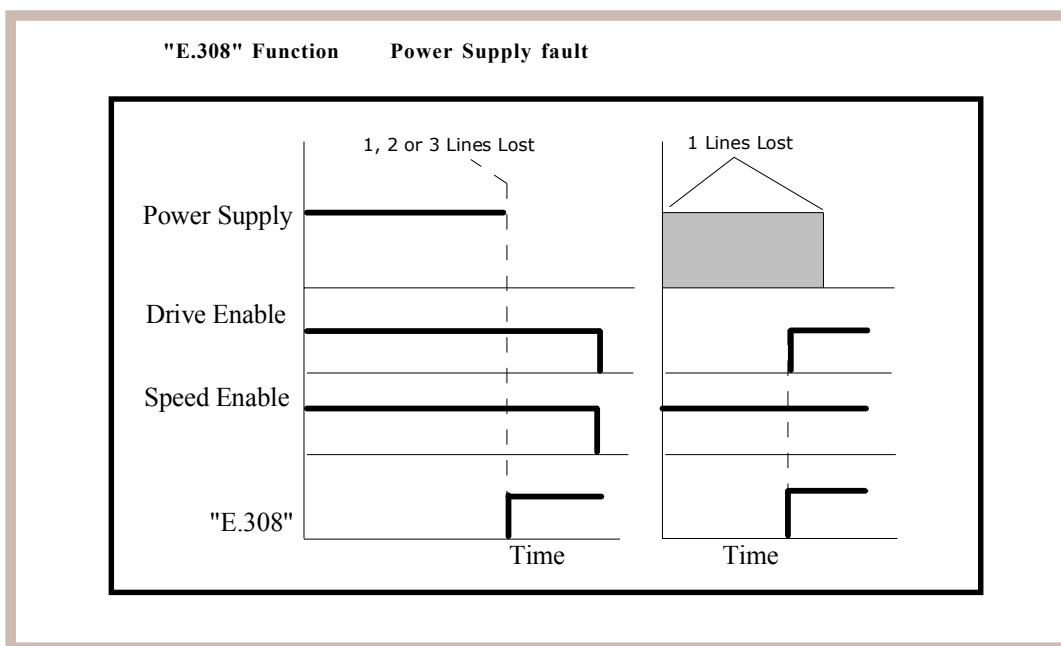 "E.308" Function Power Supply fault
1, 2 or 3 Lines Lost
1 Lines Lost
Power Supply
Drive Enable
Speed Enable
"E.308"
Time
Time